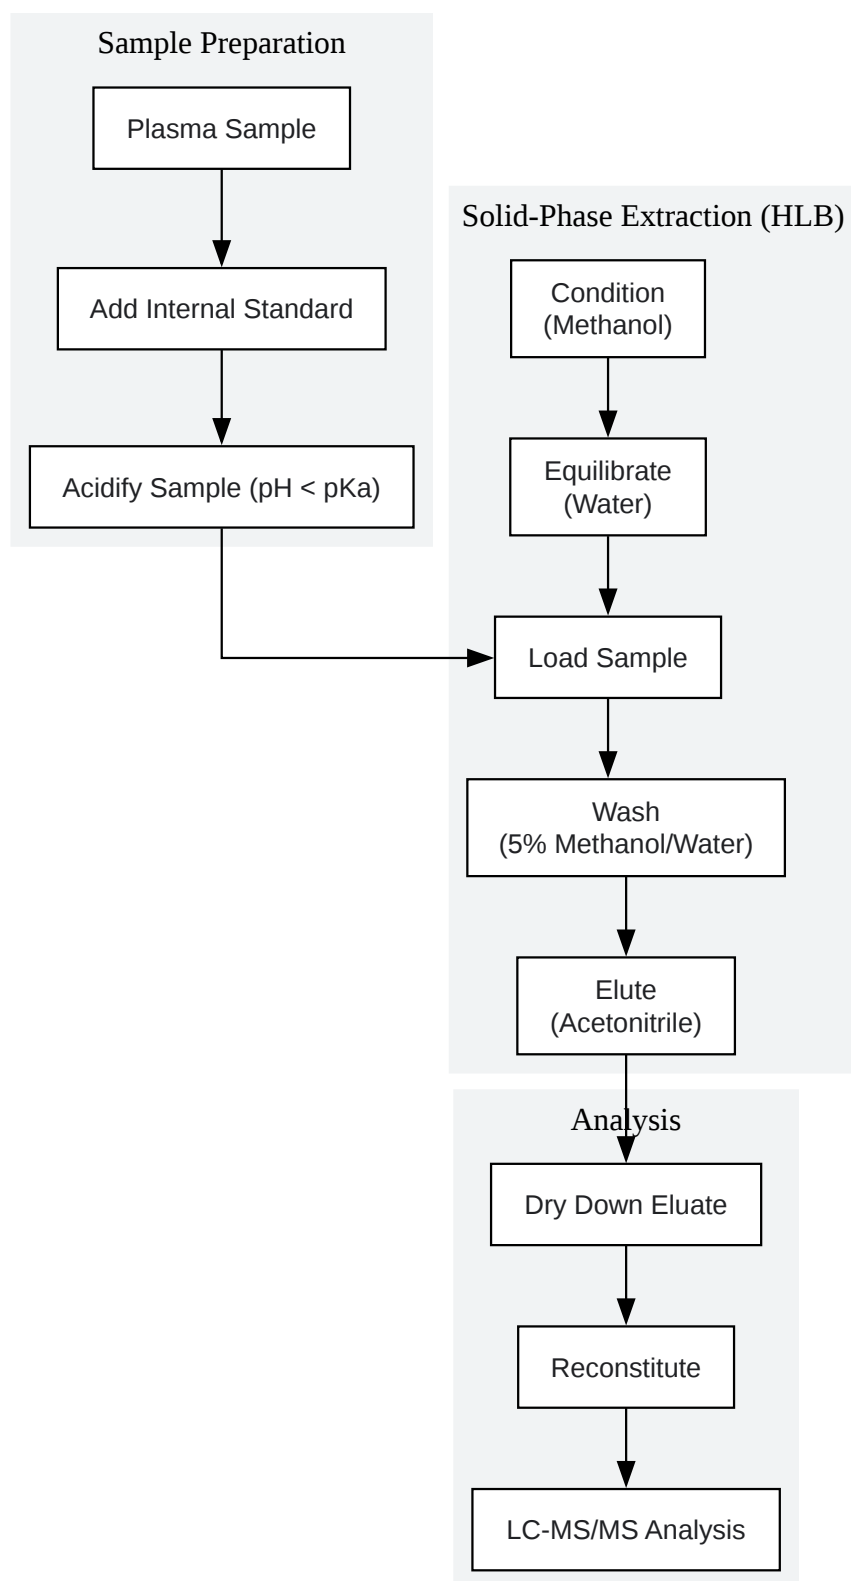 Sample Preparation
Plasma Sample
Add Internal Standard
Acidify Sample (pH < pKa)
Solid-Phase Extraction (HLB)
Condition
(Methanol)
Equilibrate
(Water)
Load Sample
Wash
(5% Methanol/Water)
Elute
(Acetonitrile)
Analysis
Dry Down Eluate
Reconstitute
LC-MS/MS Analysis